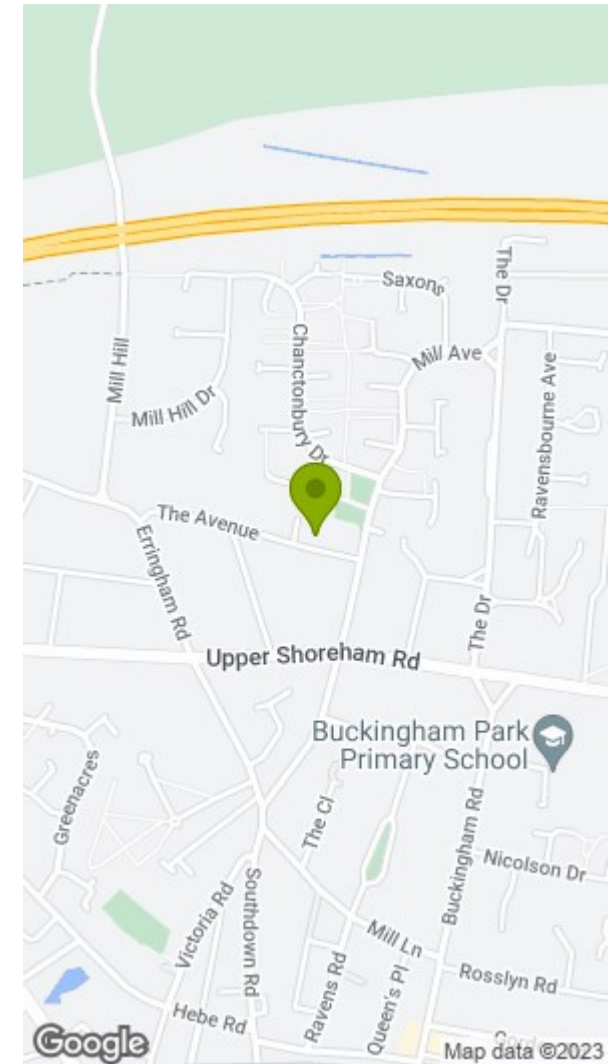 Saxons
The Dr
Mill Ave
Chanctonbury Dr
Ravensbourne Ave
Mill Hill
Mill Hill Dr
The Avenue
Erringham Rd
The Dr
Upper Shoreham Rd
Buckingham Park
Primary School
Greenacres
The Cl
Buckingham Rd
Nicolson Dr
Victoria Rd
Southdown Rd
Mill Ln
Ravens Rd
Queen's Pl
Rosslyn Rd
Hebe Rd
Google
Map data ©2023